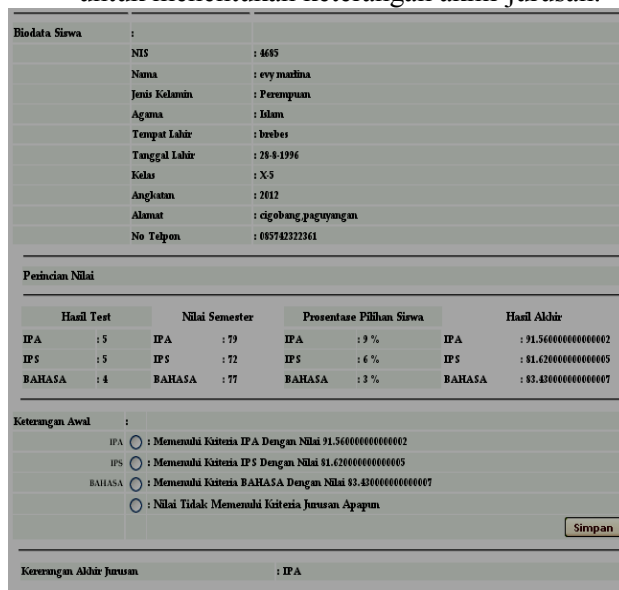 untuk menentukan keterangan akhir jurusan.
Biodata Siswa :
NIS : 4685
Nama : evy marlina
Jenis Kelamin : Perempuan
Agama : Islam
Tempat Lahir : brebes
Tanggal Lahir : 28-8-1996
Kelas : X-5
Angkatan : 2012
Alamat : cigobang,paguyangan
No Telpon : 085742322361
Perincian Nilai
Hasil Test Nilai Semester Prosentase Pilihan Siswa Hasil Akhir
IPA : 5 IPA : 79 IPA : 9 % IPA : 91.560000000000002
IPS : 5 IPS : 72 IPS : 6 % IPS : 81.620000000000005
BAHASA : 4 BAHASA : 77 BAHASA : 3 % BAHASA : 83.430000000000007
Keterangan Awal :
IPA : Memenuhi Kriteria IPA Dengan Nilai 91.560000000000002
IPS : Memenuhi Kriteria IPS Dengan Nilai 81.620000000000005
BAHASA : Memenuhi Kriteria BAHASA Dengan Nilai 83.430000000000007
: Nilai Tidak Memenuhi Kriteria Jurusan Apapun
Simpan
Kererangan Akhir Jurusan : IPA